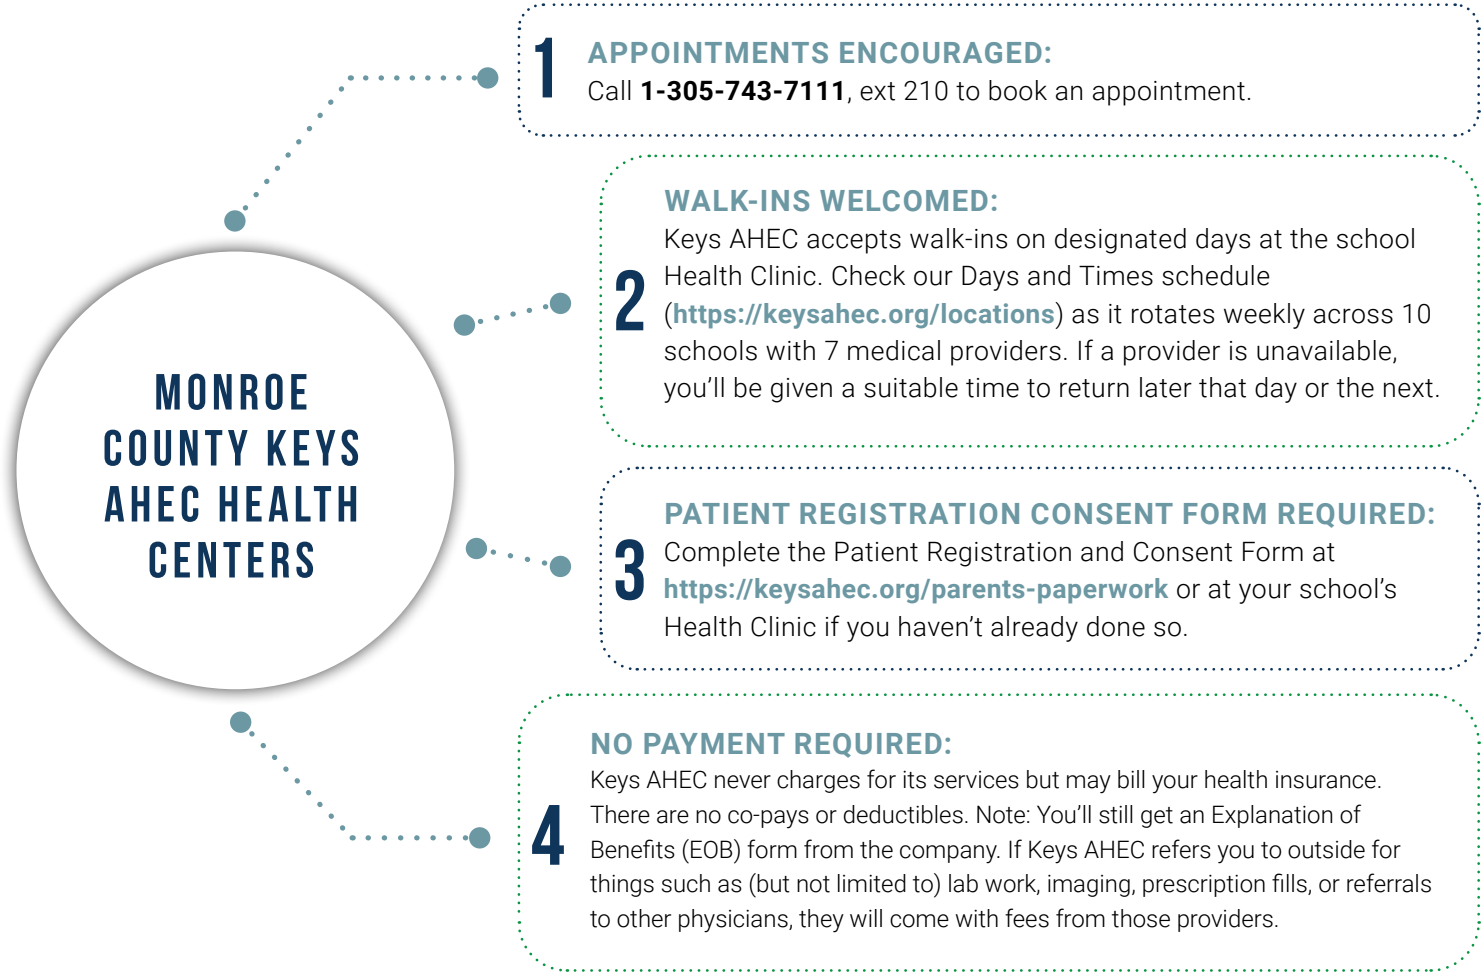 MONROE
COUNTY KEYS
AHEC HEALTH
CENTERS
1
APPOINTMENTS ENCOURAGED:
Call 1-305-743-7111, ext 210 to book an appointment.
2
WALK-INS WELCOMED:
Keys AHEC accepts walk-ins on designated days at the school
Health Clinic. Check our Days and Times schedule
(https://keysahec.org/locations) as it rotates weekly across 10
schools with 7 medical providers. If a provider is unavailable,
you’ll be given a suitable time to return later that day or the next.
3
PATIENT REGISTRATION CONSENT FORM REQUIRED:
Complete the Patient Registration and Consent Form at
https://keysahec.org/parents-paperwork or at your school’s
Health Clinic if you haven’t already done so.
4
NO PAYMENT REQUIRED:
Keys AHEC never charges for its services but may bill your health insurance.
There are no co-pays or deductibles. Note: You’ll still get an Explanation of
Benefits (EOB) form from the company. If Keys AHEC refers you to outside for
things such as (but not limited to) lab work, imaging, prescription fills, or referrals
to other physicians, they will come with fees from those providers.